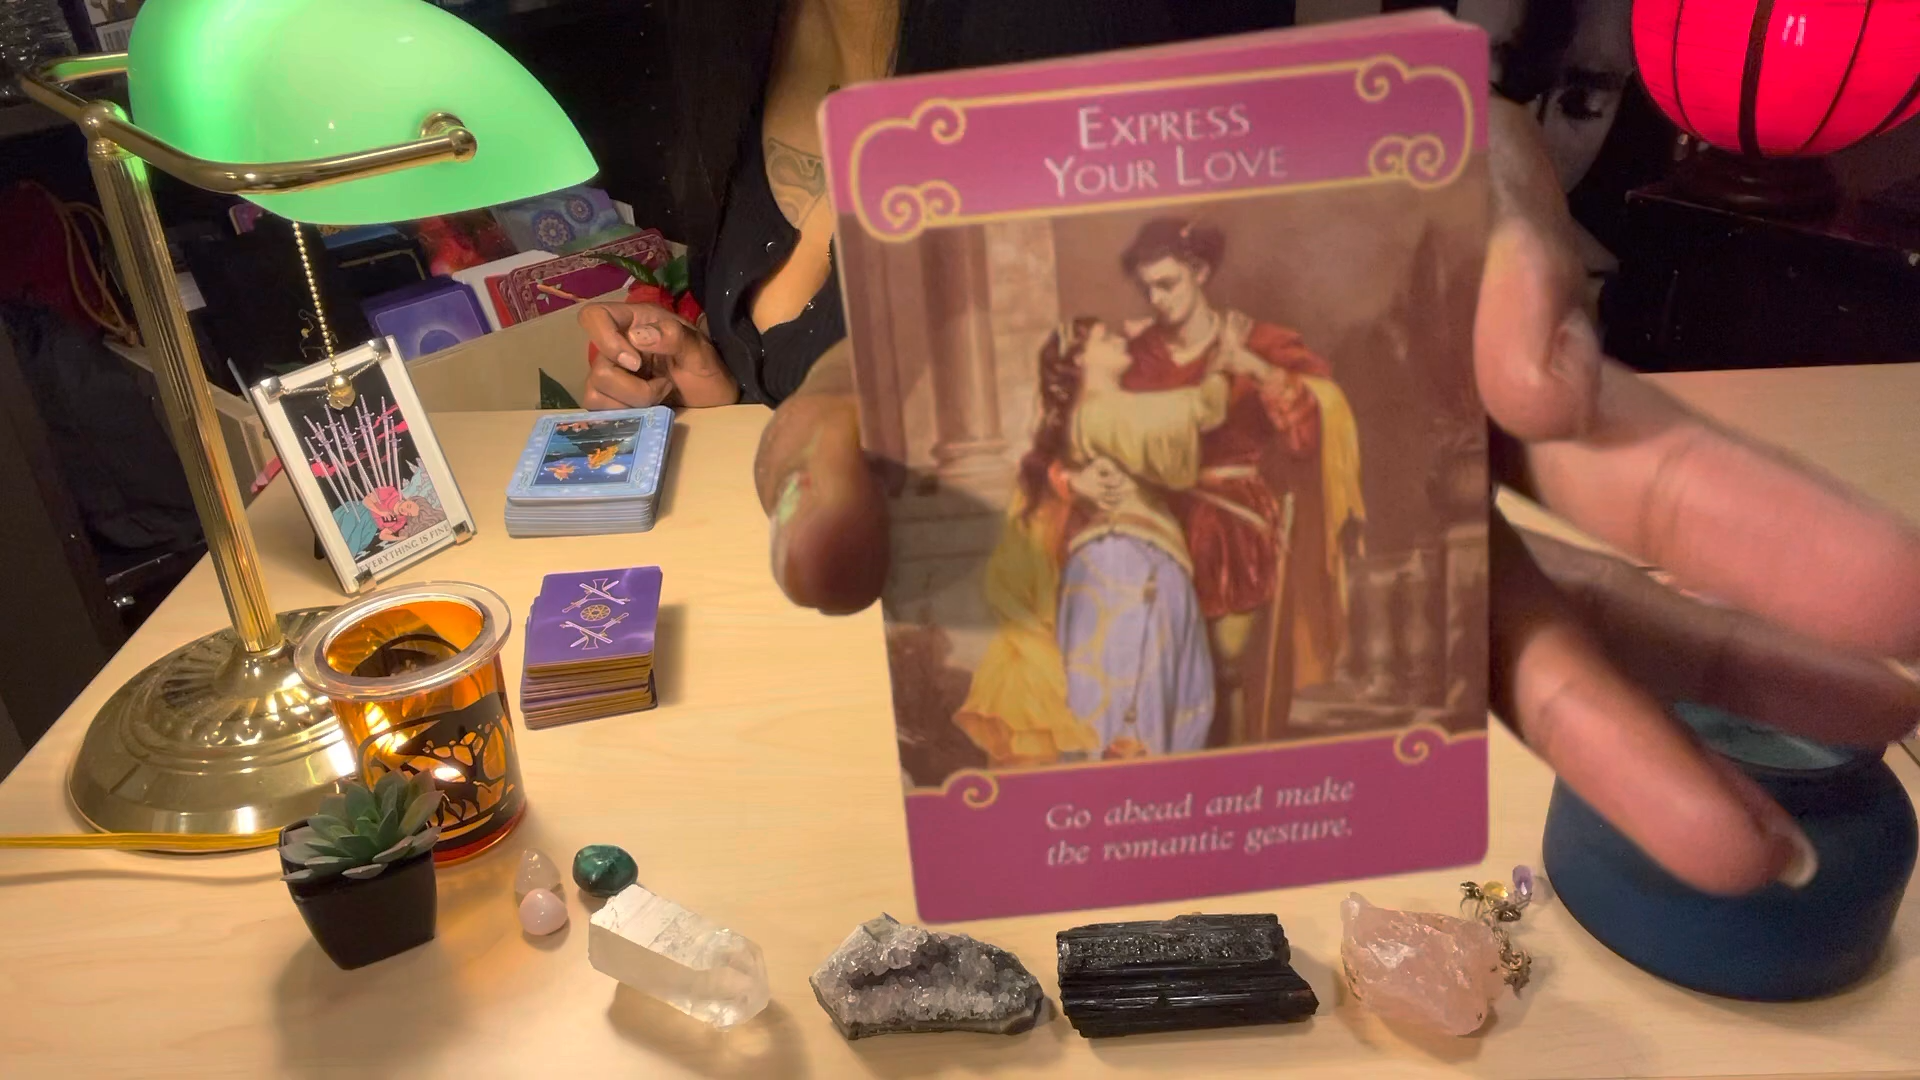 EXPRESS
YOUR LOVE
Go ahead and make
the romantic gesture.
EVERYTHING IS FINE